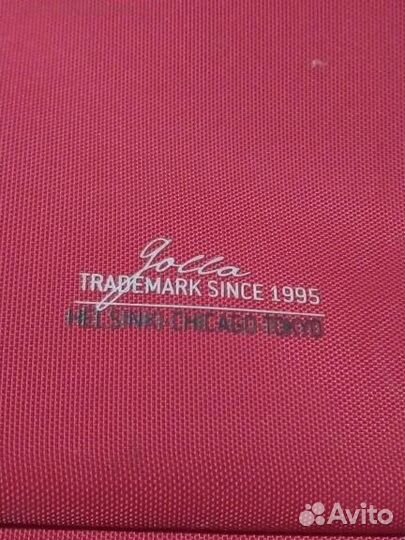 golla
TRADEMARK SINCE 1995
HELSINKI CHICAGO TOKYO
Avito